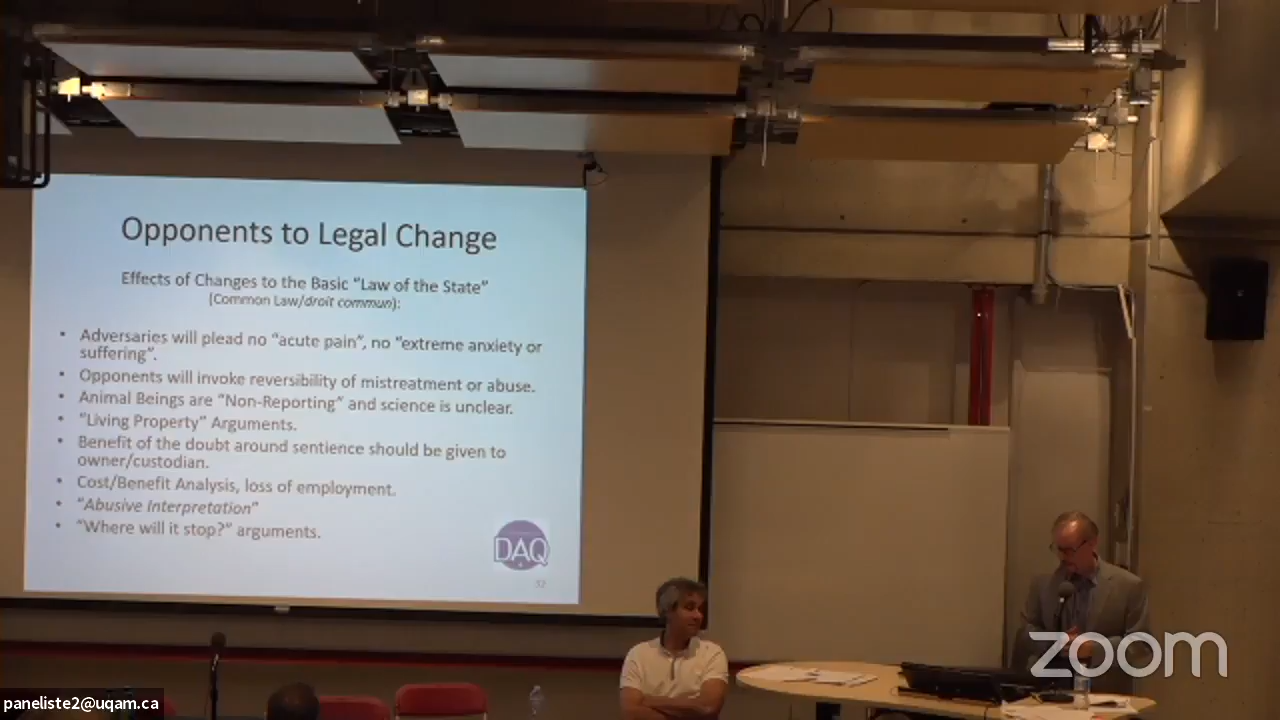 Opponents to Legal Change
Effects of Changes to the Basic “Law of the State”
(Common Law/droit commun):
• Adversaries will plead no “acute pain”, no “extreme anxiety or
suffering”.
• Opponents will invoke reversibility of mistreatment or abuse.
• Animal Beings are “Non-Reporting” and science is unclear.
• “Living Property” Arguments.
• Benefit of the doubt around sentience should be given to
owner/custodian.
• Cost/Benefit Analysis, loss of employment.
• “Abusive Interpretation”
• “Where will it stop?” arguments.
DAQ
zoom
paneliste2@uqam.ca